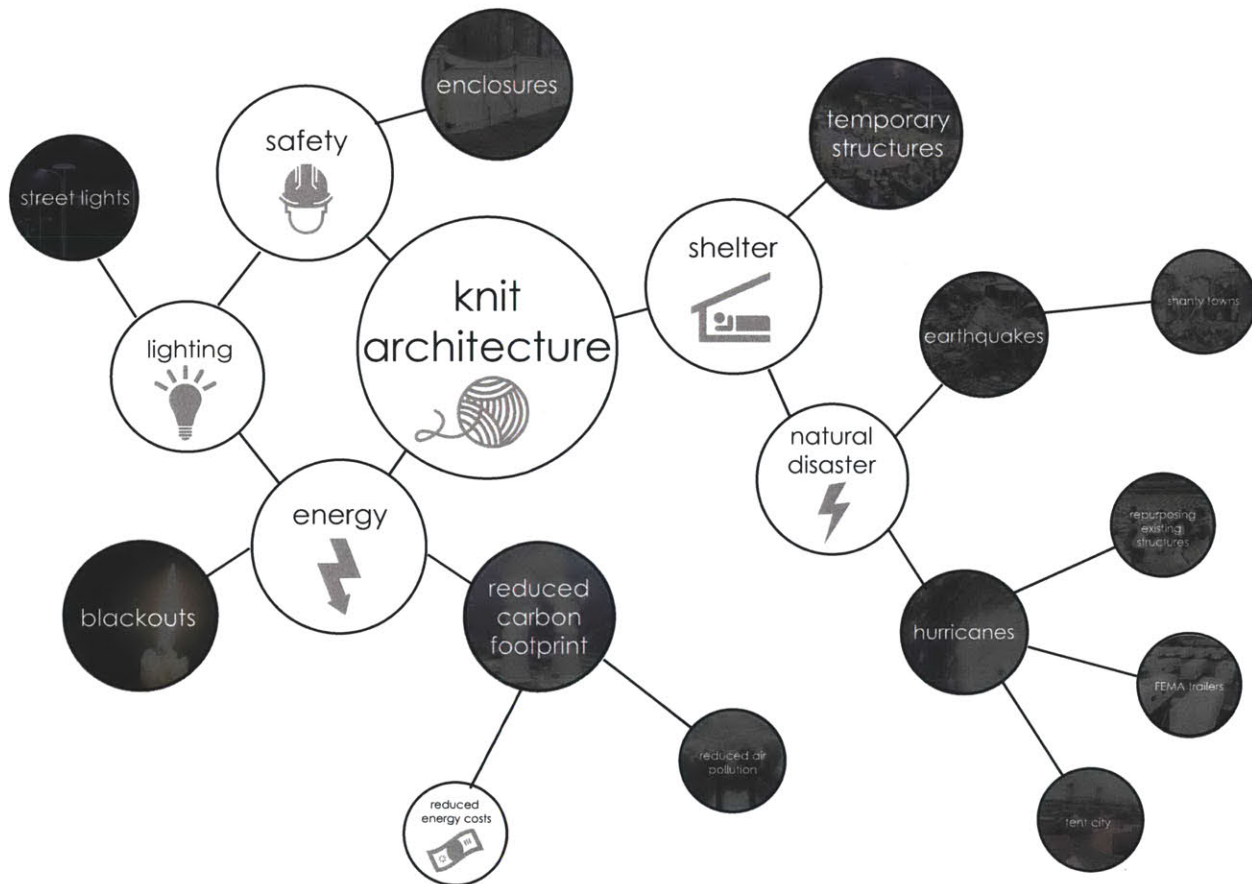 enclosures
safety
temporary
structures
street lights
shelter
knit
architecture
shanty towns
earthquakes
lighting
natural
disaster
energy
repurposing
existing
structures
reduced
carbon
footprint
blackouts
hurricanes
FEMA trailers
reduced air
pollution
reduced
energy costs
tent city